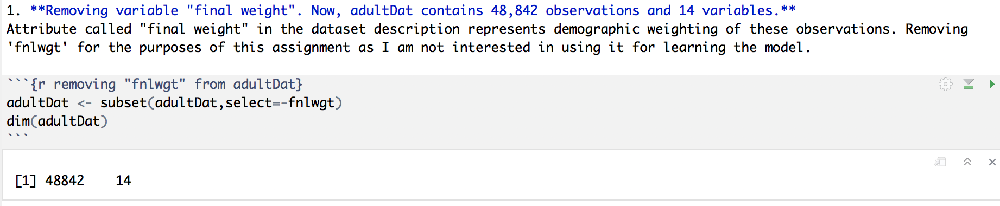 1. **Removing variable "final weight". Now, adultDat contains 48,842 observations and 14 variables.**
Attribute called "final weight" in the dataset description represents demographic weighting of these observations. Removing
'fnlwgt' for the purposes of this assignment as I am not interested in using it for learning the model.
```{r removing "fnlwgt" from adultDat}
adultDat <- subset(adultDat,select=-fnlwgt)
dim(adultDat)
```
[1] 48842    14